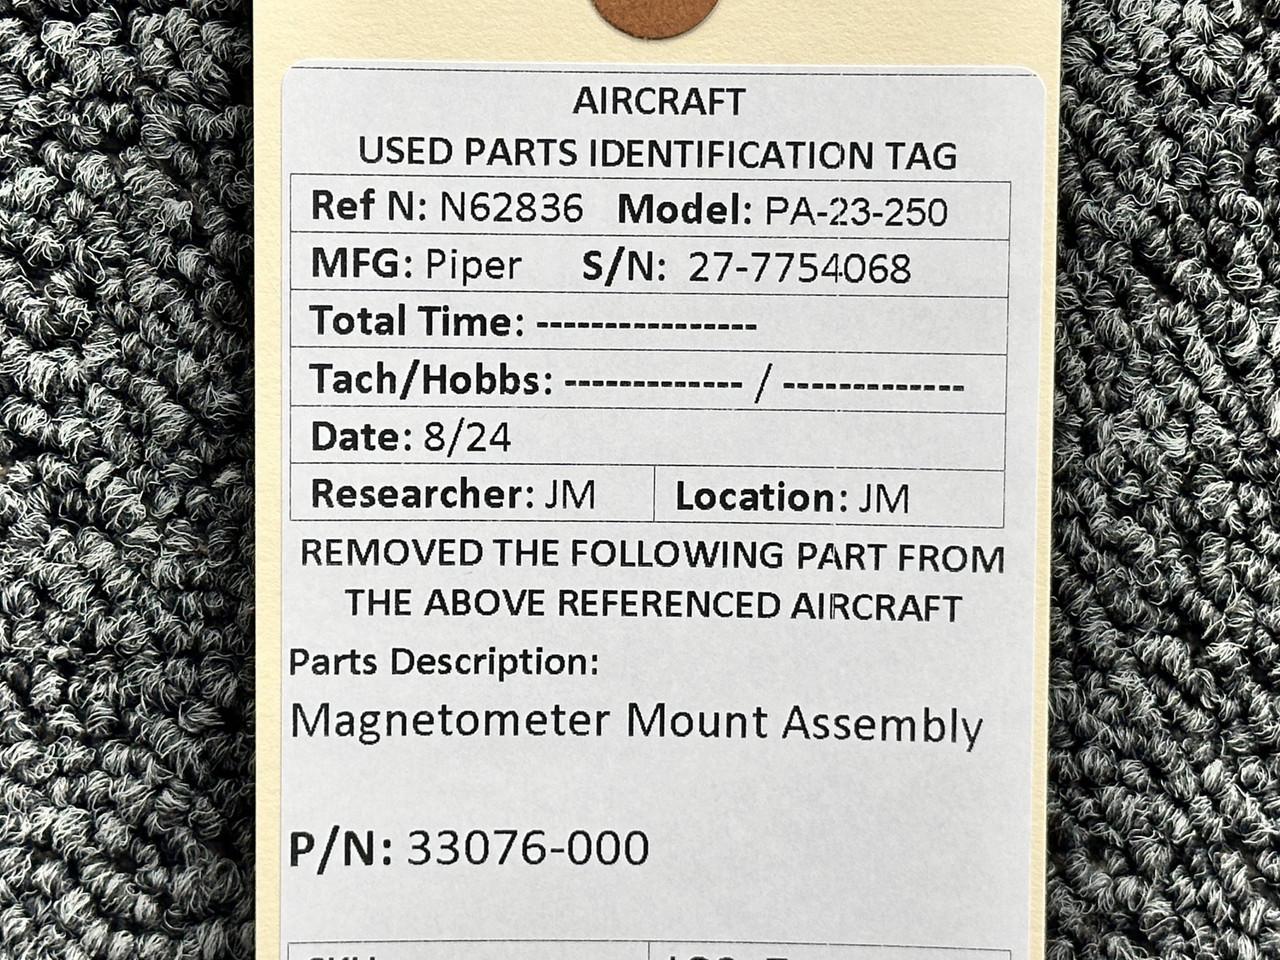 AIRCRAFT
USED PARTS IDENTIFICATION TAG
Ref N: N62836 Model: PA-23-250
MFG: Piper S/N: 27-7754068
Total Time: ----------------
Tach/Hobbs: ------------- / -------------
Date: 8/24
Researcher: JM Location: JM
REMOVED THE FOLLOWING PART FROM
THE ABOVE REFERENCED AIRCRAFT
Parts Description:
Magnetometer Mount Assembly
P/N: 33076-000